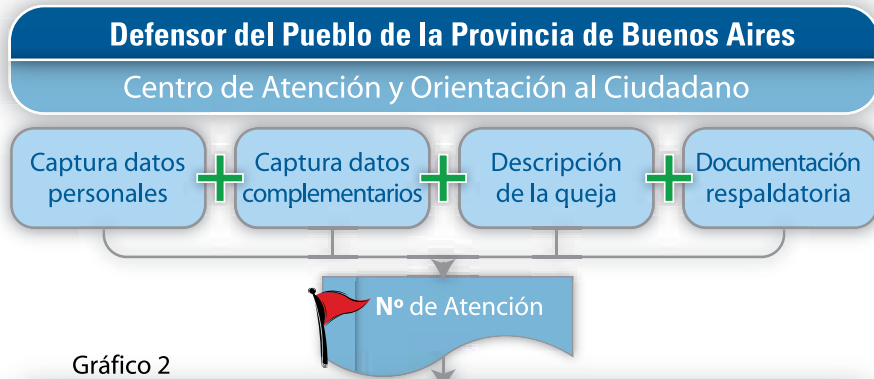 Defensor del Pueblo de la Provincia de Buenos Aires
Centro de Atención y Orientación al Ciudadano
Captura datos
personales
+
Captura datos
complementarios
+
Descripción
de la queja
+
Documentación
respaldatoria
Nº de Atención
Gráfico 2